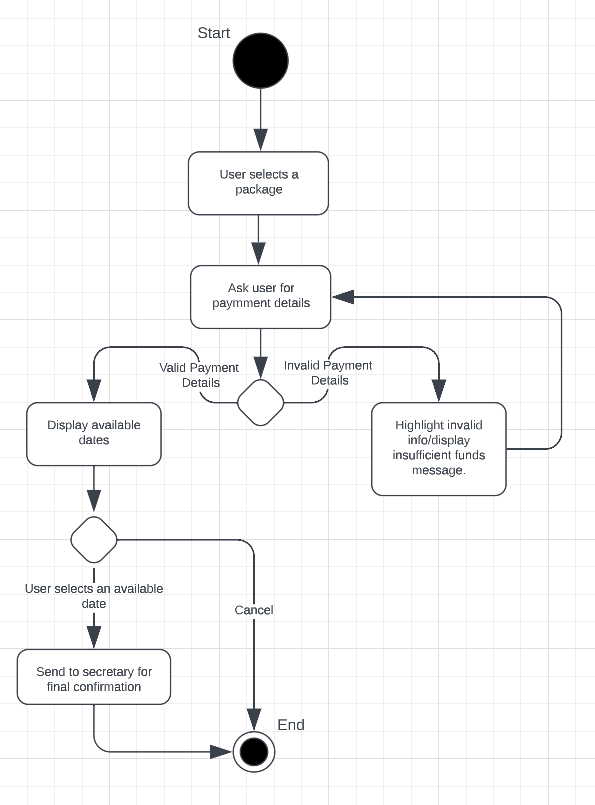 Start
User selects a
package
Ask user for
paymment details
Valid Payment
Details
Invalid Payment
Details
Display available
dates
Highlight invalid
info/display
insufficient funds
message.
User selects an available
date
Cancel
Send to secretary for
final confirmation
End